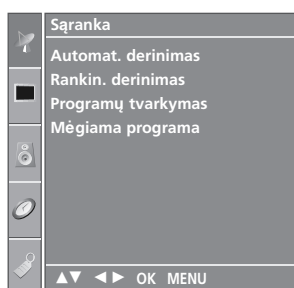 Sąranka
Automat. derinimas
Rankin. derinimas
Programų tvarkymas
Mėgiama programa
▲▼ ◄► OK MENU